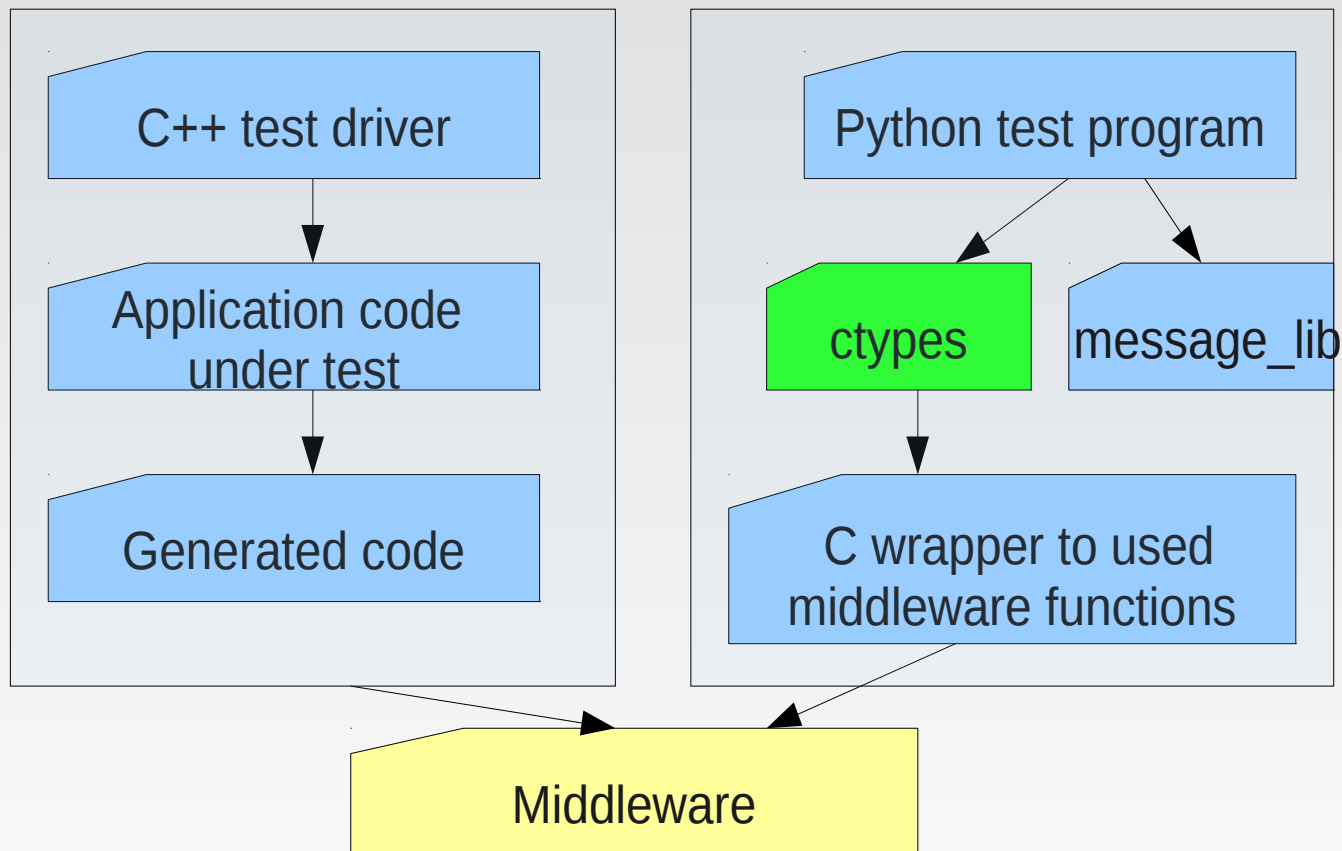 C++ test driver
Application code
under test
Generated code
Python test program
ctypes
message_lib
C wrapper to used
middleware functions
Middleware